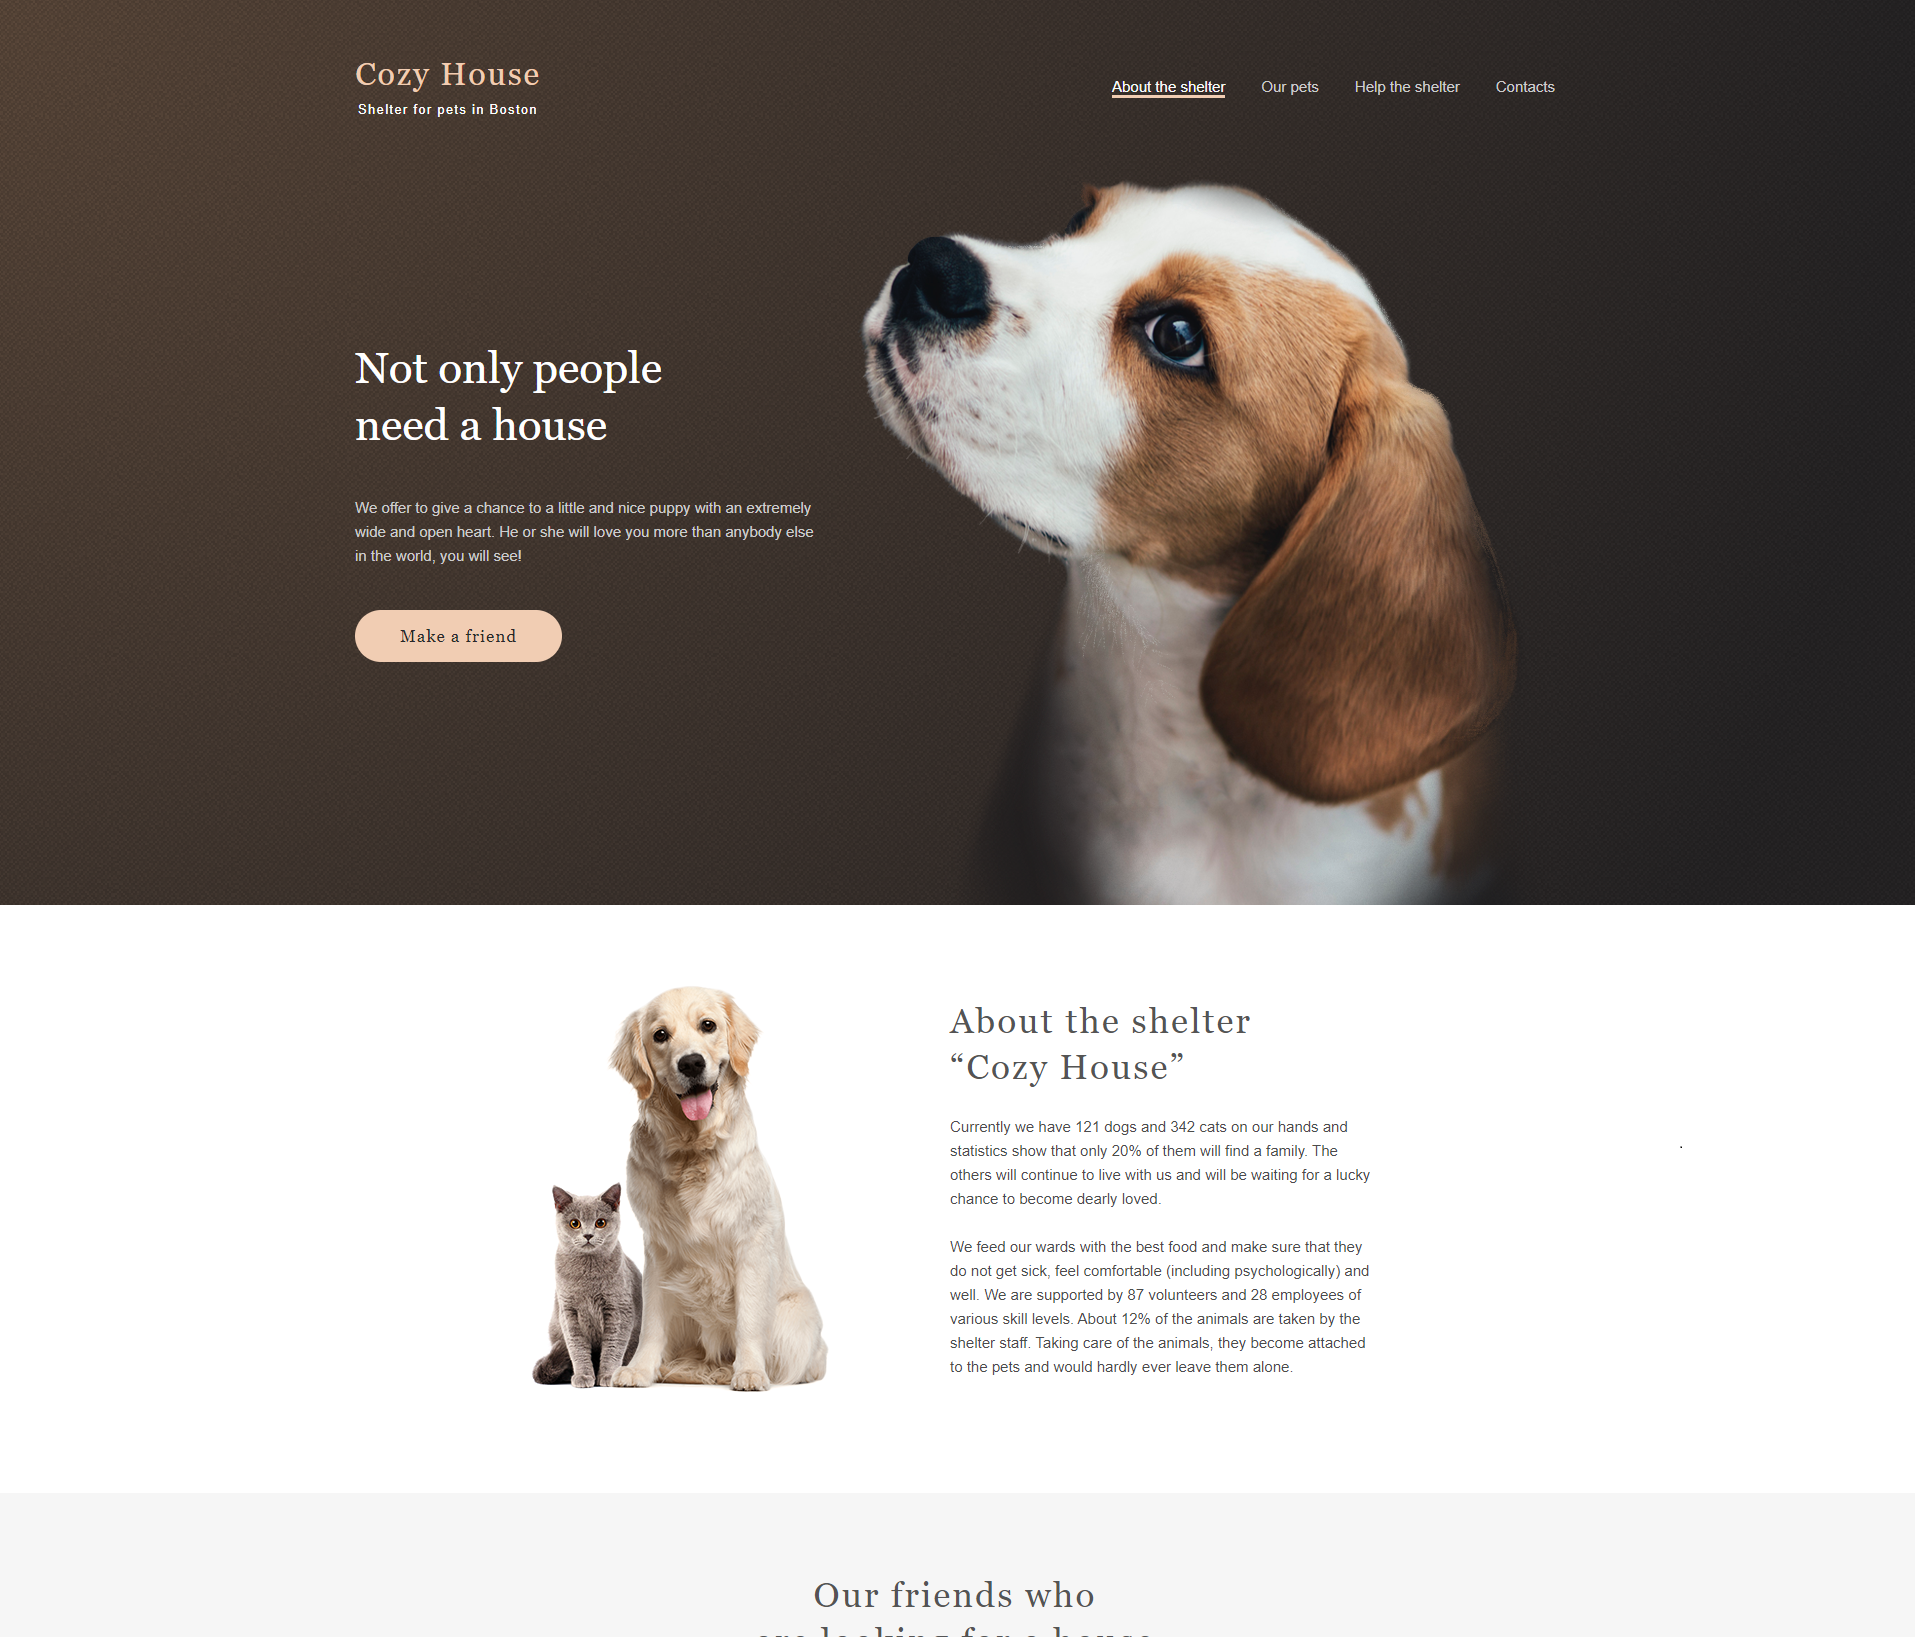 Cozy House
Shelter for pets in Boston
About the shelter
Our pets
Help the shelter
Contacts
Not only people
need a house
We offer to give a chance to a little and nice puppy with an extremely
wide and open heart. He or she will love you more than anybody else
in the world, you will see!
Make a friend
About the shelter
“Cozy House”
Currently we have 121 dogs and 342 cats on our hands and
statistics show that only 20% of them will find a family. The
others will continue to live with us and will be waiting for a lucky
chance to become dearly loved.
We feed our wards with the best food and make sure that they
do not get sick, feel comfortable (including psychologically) and
well. We are supported by 87 volunteers and 28 employees of
various skill levels. About 12% of the animals are taken by the
shelter staff. Taking care of the animals, they become attached
to the pets and would hardly ever leave them alone.
Our friends who
are looking for a house